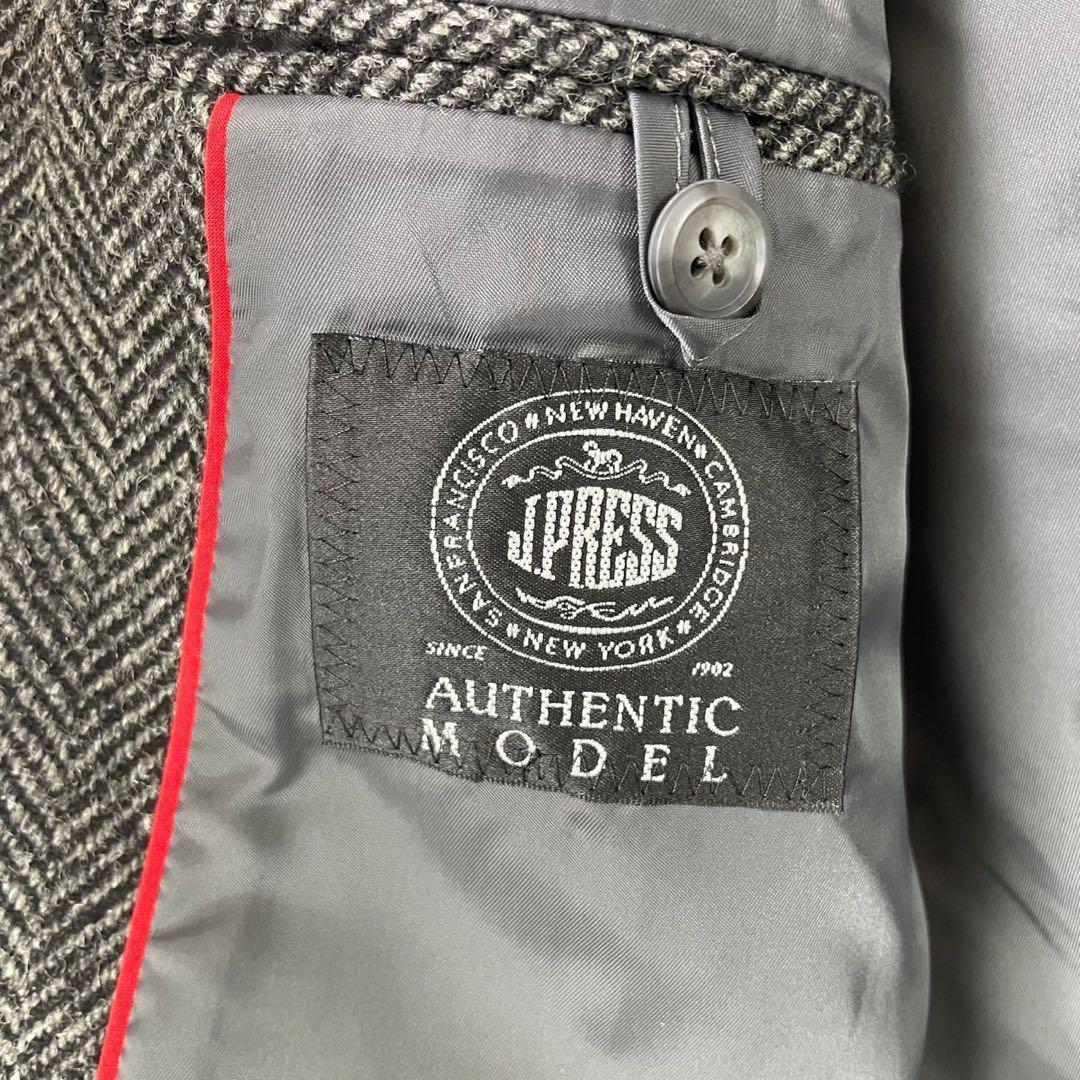 SAN FRANCISCO * NEW HAVEN * CAMBRIDGE * NEW YORK *
J.PRESS
SINCE 1902
AUTHENTIC
MODEL